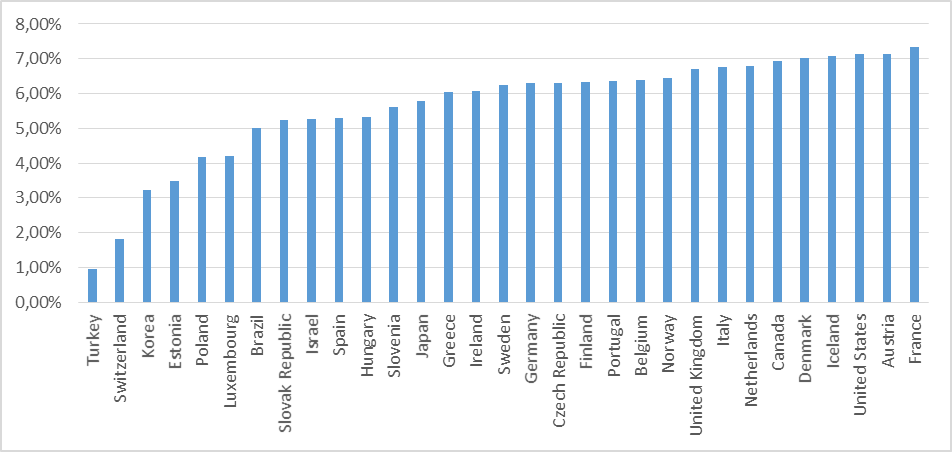 8,00%
7,00%
6,00%
5,00%
4,00%
3,00%
2,00%
1,00%
0,00%
Turkey
Switzerland
Korea
Estonia
Poland
Luxembourg
Brazil
Slovak Republic
Israel
Spain
Hungary
Slovenia
Japan
Greece
Ireland
Sweden
Germany
Czech Republic
Finland
Portugal
Belgium
Norway
United Kingdom
Italy
Netherlands
Canada
Denmark
Iceland
United States
Austria
France